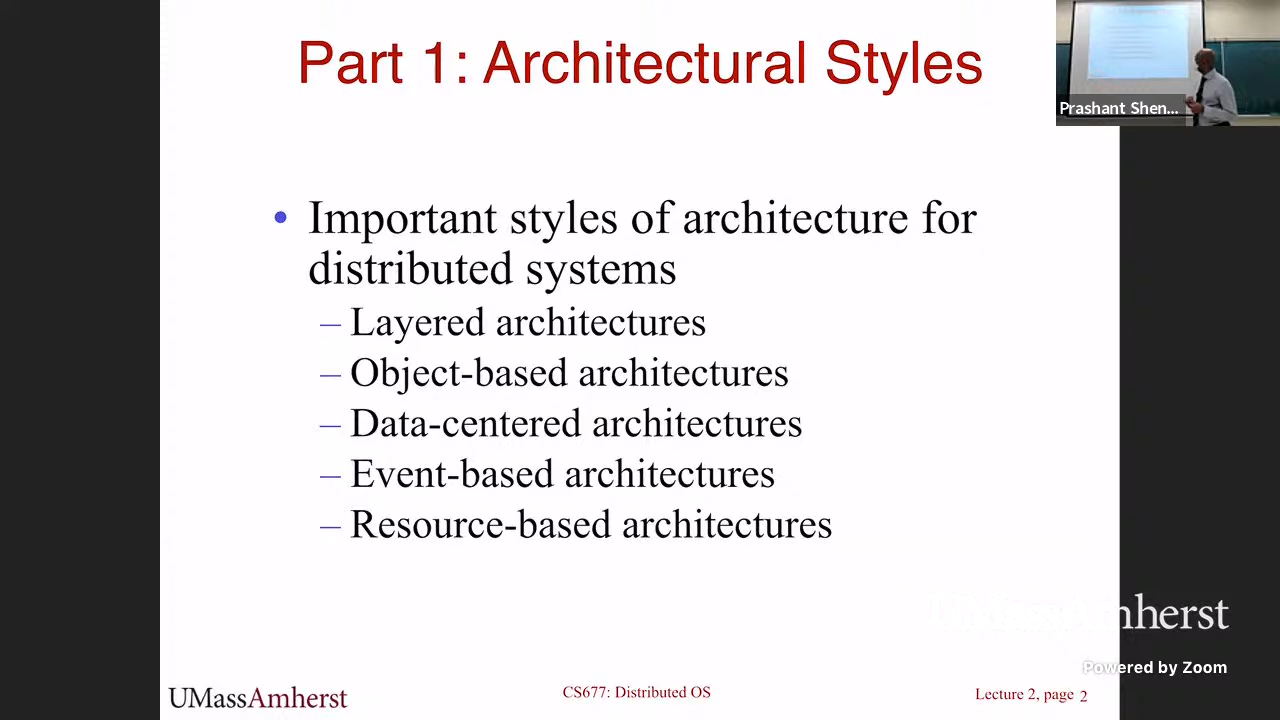 Part 1: Architectural Styles
Prashant Shen...
• Important styles of architecture for
distributed systems
– Layered architectures
– Object-based architectures
– Data-centered architectures
– Event-based architectures
– Resource-based architectures
UMassAmherst
Powered by Zoom
UMassAmherst
CS677: Distributed OS
Lecture 2, page 2